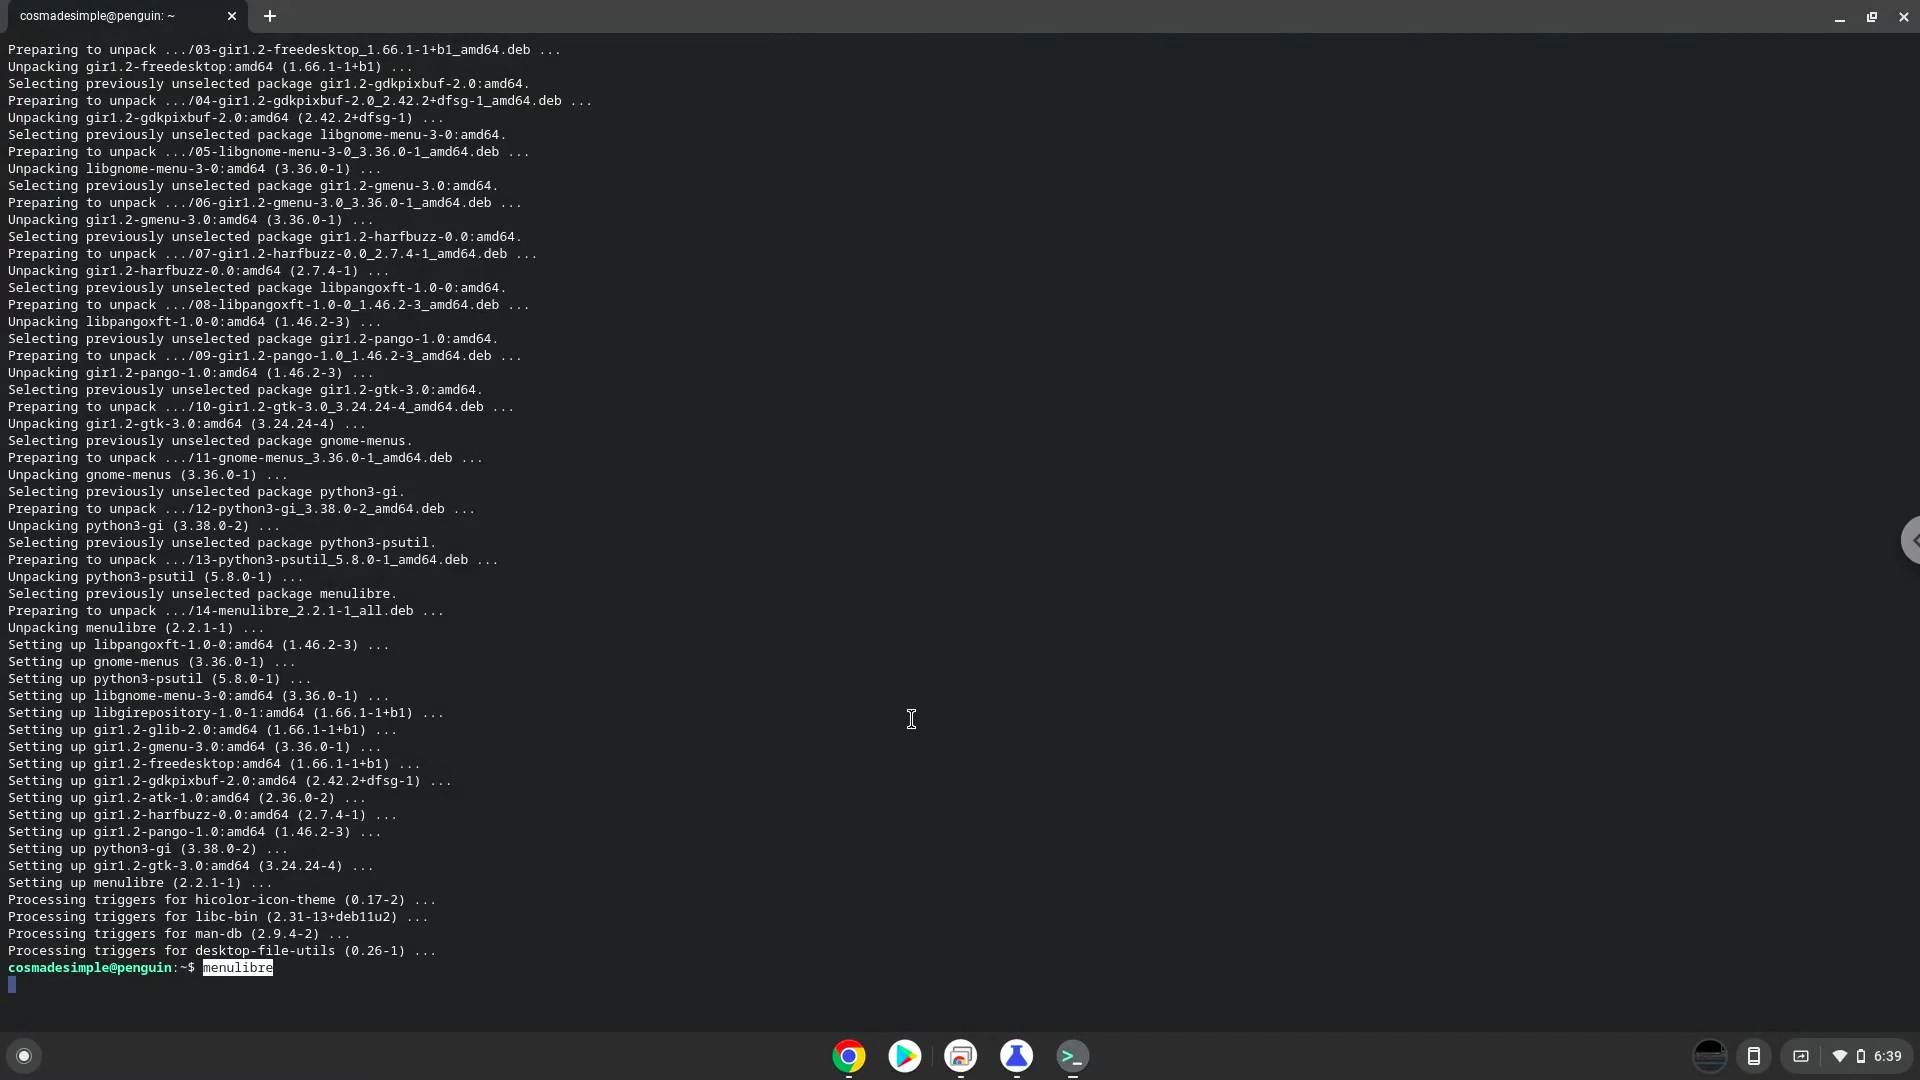 cosmadesimple@penguin: ~
Preparing to unpack .../03-gir1.2-freedesktop_1.66.1-1+b1_amd64.deb ...
Unpacking gir1.2-freedesktop:amd64 (1.66.1-1+b1) ...
Selecting previously unselected package gir1.2-gdkpixbuf-2.0:amd64.
Preparing to unpack .../04-gir1.2-gdkpixbuf-2.0_2.42.2+dfsg-1_amd64.deb ...
Unpacking gir1.2-gdkpixbuf-2.0:amd64 (2.42.2+dfsg-1) ...
Selecting previously unselected package libgnome-menu-3-0:amd64.
Preparing to unpack .../05-libgnome-menu-3-0_3.36.0-1_amd64.deb ...
Unpacking libgnome-menu-3-0:amd64 (3.36.0-1) ...
Selecting previously unselected package gir1.2-gmenu-3.0:amd64.
Preparing to unpack .../06-gir1.2-gmenu-3.0_3.36.0-1_amd64.deb ...
Unpacking gir1.2-gmenu-3.0:amd64 (3.36.0-1) ...
Selecting previously unselected package gir1.2-harfbuzz-0.0:amd64.
Preparing to unpack .../07-gir1.2-harfbuzz-0.0_2.7.4-1_amd64.deb ...
Unpacking gir1.2-harfbuzz-0.0:amd64 (2.7.4-1) ...
Selecting previously unselected package libpangoxft-1.0-0:amd64.
Preparing to unpack .../08-libpangoxft-1.0-0_1.46.2-3_amd64.deb ...
Unpacking libpangoxft-1.0-0:amd64 (1.46.2-3) ...
Selecting previously unselected package gir1.2-pango-1.0:amd64.
Preparing to unpack .../09-gir1.2-pango-1.0_1.46.2-3_amd64.deb ...
Unpacking gir1.2-pango-1.0:amd64 (1.46.2-3) ...
Selecting previously unselected package gir1.2-gtk-3.0:amd64.
Preparing to unpack .../10-gir1.2-gtk-3.0_3.24.24-4_amd64.deb ...
Unpacking gir1.2-gtk-3.0:amd64 (3.24.24-4) ...
Selecting previously unselected package gnome-menus.
Preparing to unpack .../11-gnome-menus_3.36.0-1_amd64.deb ...
Unpacking gnome-menus (3.36.0-1) ...
Selecting previously unselected package python3-gi.
Preparing to unpack .../12-python3-gi_3.38.0-2_amd64.deb ...
Unpacking python3-gi (3.38.0-2) ...
Selecting previously unselected package python3-psutil.
Preparing to unpack .../13-python3-psutil_5.8.0-1_amd64.deb ...
Unpacking python3-psutil (5.8.0-1) ...
Selecting previously unselected package menulibre.
Preparing to unpack .../14-menulibre_2.2.1-1_all.deb ...
Unpacking menulibre (2.2.1-1) ...
Setting up libpangoxft-1.0-0:amd64 (1.46.2-3) ...
Setting up gnome-menus (3.36.0-1) ...
Setting up python3-psutil (5.8.0-1) ...
Setting up libgnome-menu-3-0:amd64 (3.36.0-1) ...
Setting up libgirepository-1.0-1:amd64 (1.66.1-1+b1) ...
Setting up gir1.2-glib-2.0:amd64 (1.66.1-1+b1) ...
Setting up gir1.2-gmenu-3.0:amd64 (3.36.0-1) ...
Setting up gir1.2-freedesktop:amd64 (1.66.1-1+b1) ...
Setting up gir1.2-gdkpixbuf-2.0:amd64 (2.42.2+dfsg-1) ...
Setting up gir1.2-atk-1.0:amd64 (2.36.0-2) ...
Setting up gir1.2-harfbuzz-0.0:amd64 (2.7.4-1) ...
Setting up gir1.2-pango-1.0:amd64 (1.46.2-3) ...
Setting up python3-gi (3.38.0-2) ...
Setting up gir1.2-gtk-3.0:amd64 (3.24.24-4) ...
Setting up menulibre (2.2.1-1) ...
Processing triggers for hicolor-icon-theme (0.17-2) ...
Processing triggers for libc-bin (2.31-13+deb11u2) ...
Processing triggers for man-db (2.9.4-2) ...
Processing triggers for desktop-file-utils (0.26-1) ...
cosmadesimple@penguin:~$ menulibre
6:39